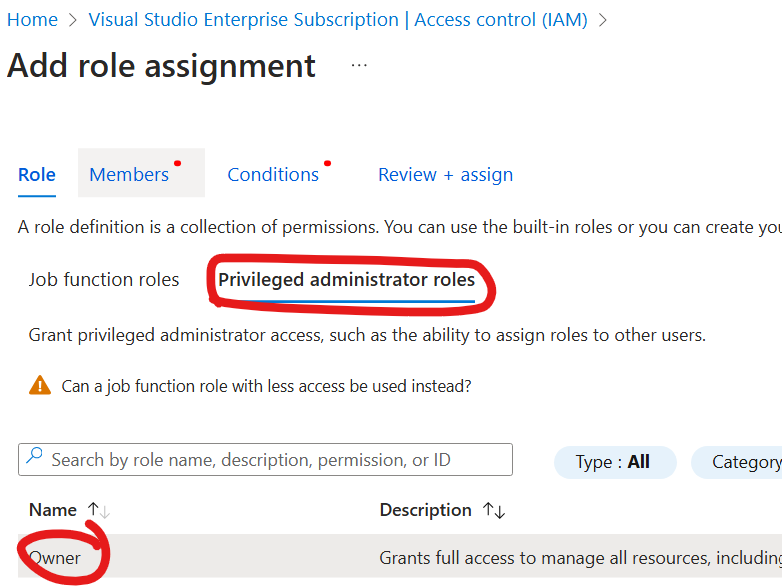 Home > Visual Studio Enterprise Subscription | Access control (IAM) >
Add role assignment ...
Role Members Conditions Review + assign
A role definition is a collection of permissions. You can use the built-in roles or you can create you
Job function roles Privileged administrator roles
Grant privileged administrator access, such as the ability to assign roles to other users.
Can a job function role with less access be used instead?
Search by role name, description, permission, or ID Type : All Category
Name ↑↓ Description ↑↓
Owner Grants full access to manage all resources, including